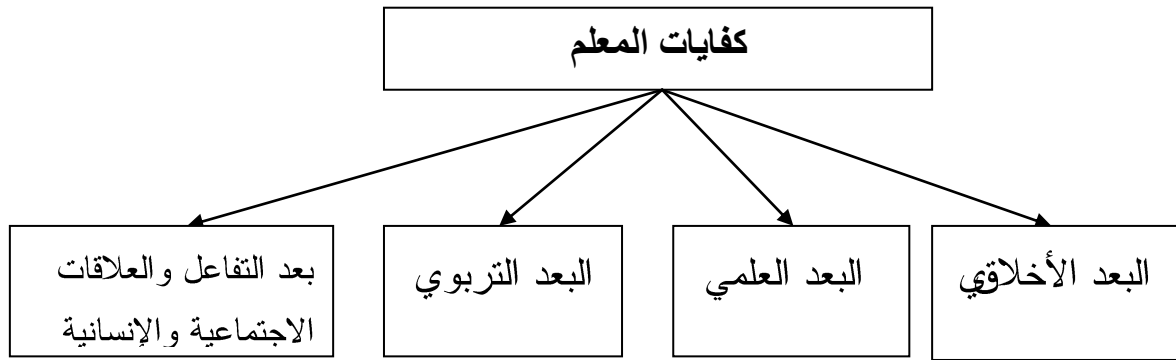 كفايات المعلم
البعد الأخلاقي
البعد العلمي
البعد التربوي
بعد التفاعل والعلاقات
الاجتماعية والإنسانية